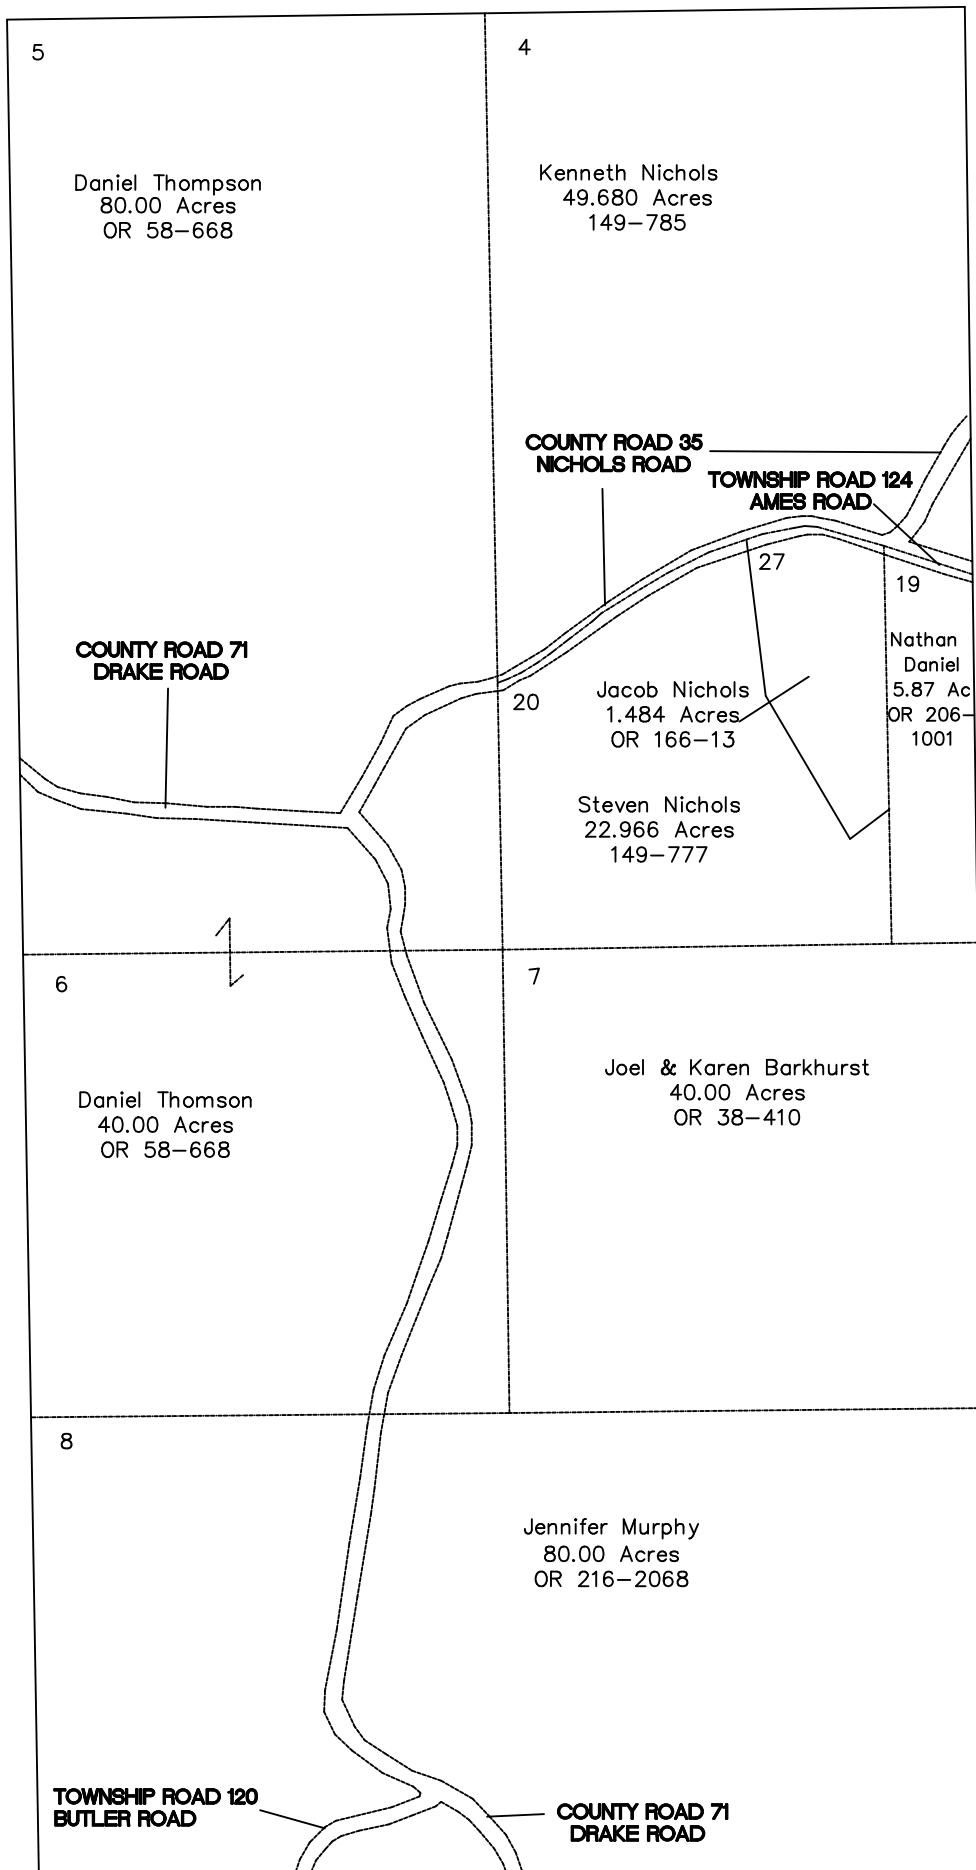 5
4
Daniel Thompson
80.00 Acres
OR 58-668
Kenneth Nichols
49.680 Acres
149-785
COUNTY ROAD 35
NICHOLS ROAD
TOWNSHIP ROAD 124
AMES ROAD
27
19
COUNTY ROAD 71
DRAKE ROAD
Nathan
Daniel
5.87 Ac
OR 206-
1001
20
Jacob Nichols
1.484 Acres
OR 166-13
Steven Nichols
22.966 Acres
149-777
6
7
Daniel Thomson
40.00 Acres
OR 58-668
Joel & Karen Barkhurst
40.00 Acres
OR 38-410
8
Jennifer Murphy
80.00 Acres
OR 216-2068
TOWNSHIP ROAD 120
BUTLER ROAD
COUNTY ROAD 71
DRAKE ROAD